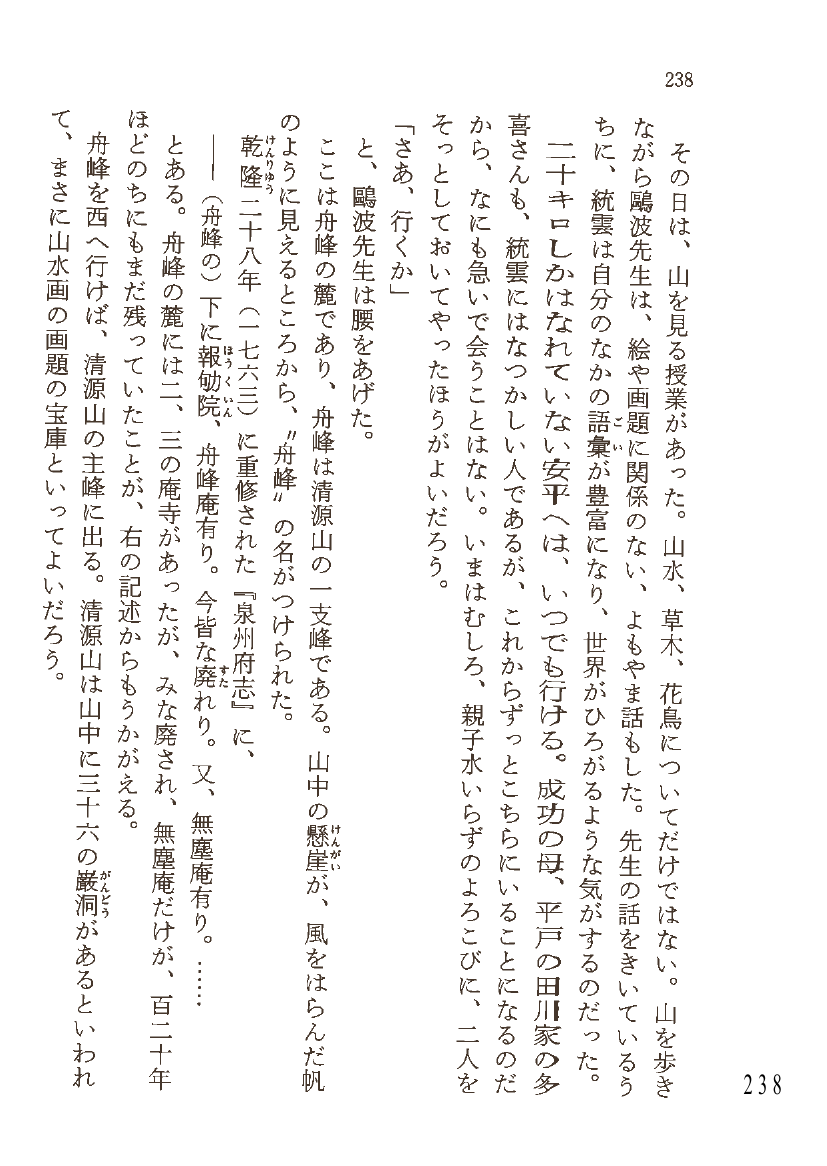 238
その日は、山を見る授業があった。山水、草木、花鳥についてだけではない。山を歩き
ながら鷗波先生は、絵や画題に関係のない、よもやま話もした。先生の話をきいているう
ちに、統雲は自分のなかの語彙が豊富になり、世界がひろがるような気がするのだった。
二十キロしかはなれていない安平へは、いつでも行ける。成功の母、平戸の田川家の多
喜さんも、統雲にはなつかしい人であるが、これからずっとこちらにいることになるのだ
から、なにも急いで会うことはない。いまはむしろ、親子水いらずのよろこびに、二人を
そっとしておいてやったほうがよいだろう。
「さあ、行くか」
と、鷗波先生は腰をあげた。
ここは舟峰の麓であり、舟峰は清源山の一支峰である。山中の懸崖が、風をはらんだ帆
のように見えるところから、〝舟峰〟の名がつけられた。
乾隆二十八年（一七六三）に重修された『泉州府志』に、
――（舟峰の）下に報劬院、舟峰庵有り。今皆な廃れり。又、無塵庵有り。……
とある。舟峰の麓には二、三の庵寺があったが、みな廃され、無塵庵だけが、百二十年
ほどのちにもまだ残っていたことが、右の記述からもうかがえる。
舟峰を西へ行けば、清源山の主峰に出る。清源山は山中に三十六の巌洞があるといわれ
て、まさに山水画の画題の宝庫といってよいだろう。
238